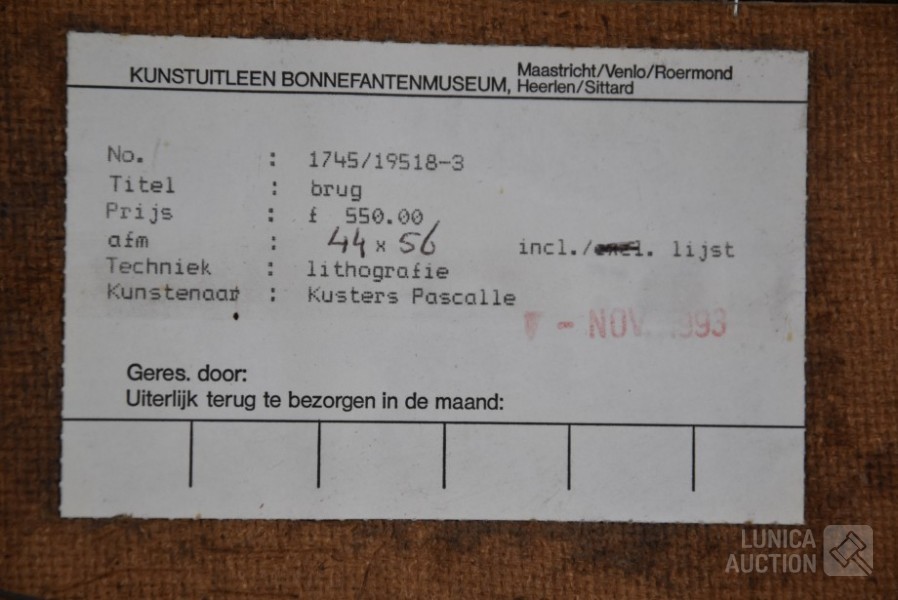 KUNSTUITLEEN BONNEFANTENMUSEUM, Maastricht/Venlo/Roermond
Heerlen/Sittard
No. : 1745/19518-3
Titel : brug
Prijs : f 550.00
afm : 44 x 56 incl./ lijst
Techniek : lithografie
Kunstenaar : Kusters Pascalle
- NOV 993
Geres. door:
Uiterlijk terug te bezorgen in de maand:
LUNICA
AUCTION